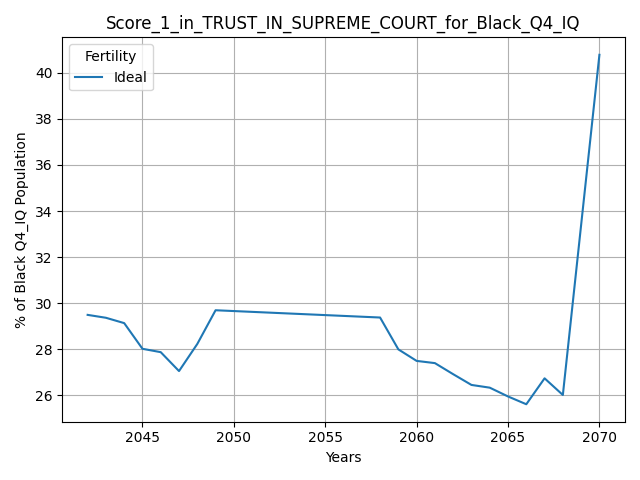 Score_1_in_TRUST_IN_SUPREME_COURT_for_Black_Q4_IQ
Fertility
Ideal
% of Black Q4_IQ Population
40
38
36
34
32
30
28
26
2045
2050
2055
2060
2065
2070
Years